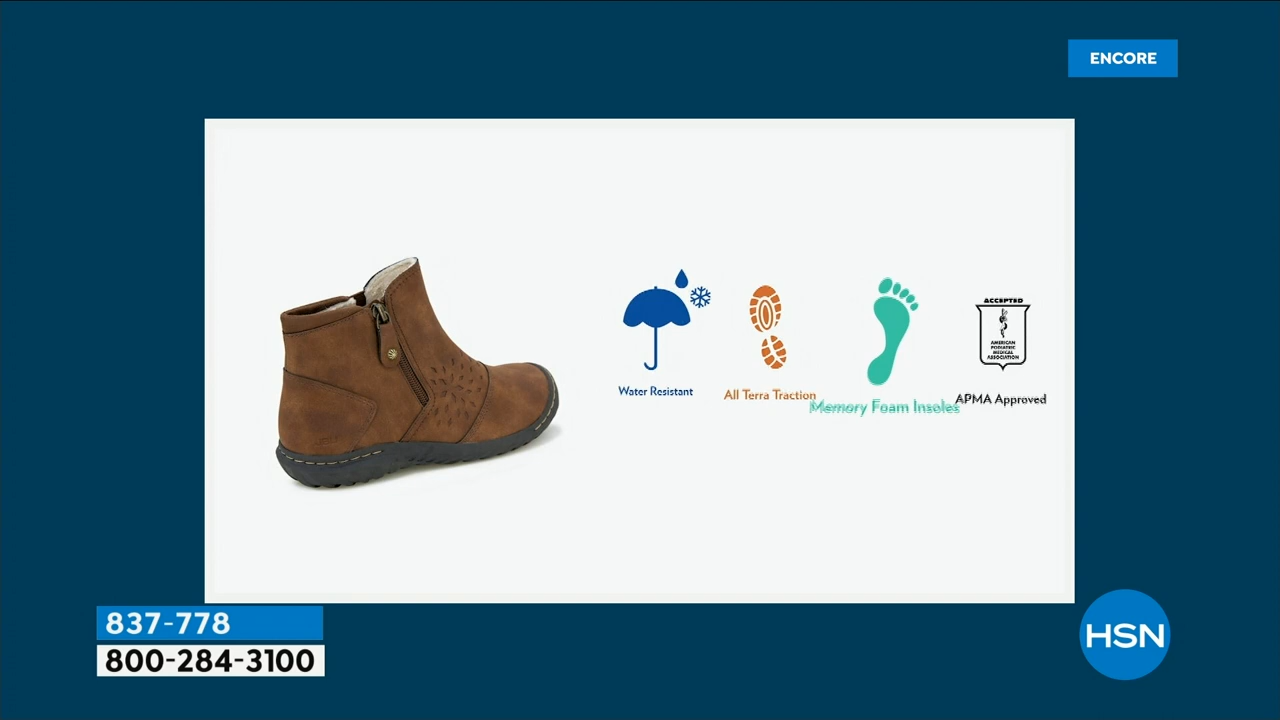 ENCORE
ACCEPTED
AMERICAN
PODIATRIC
MEDICAL
ASSOCIATION
Water Resistant
All Terra Traction
Memory Foam Insoles
APMA Approved
837-778
800-284-3100
HSN